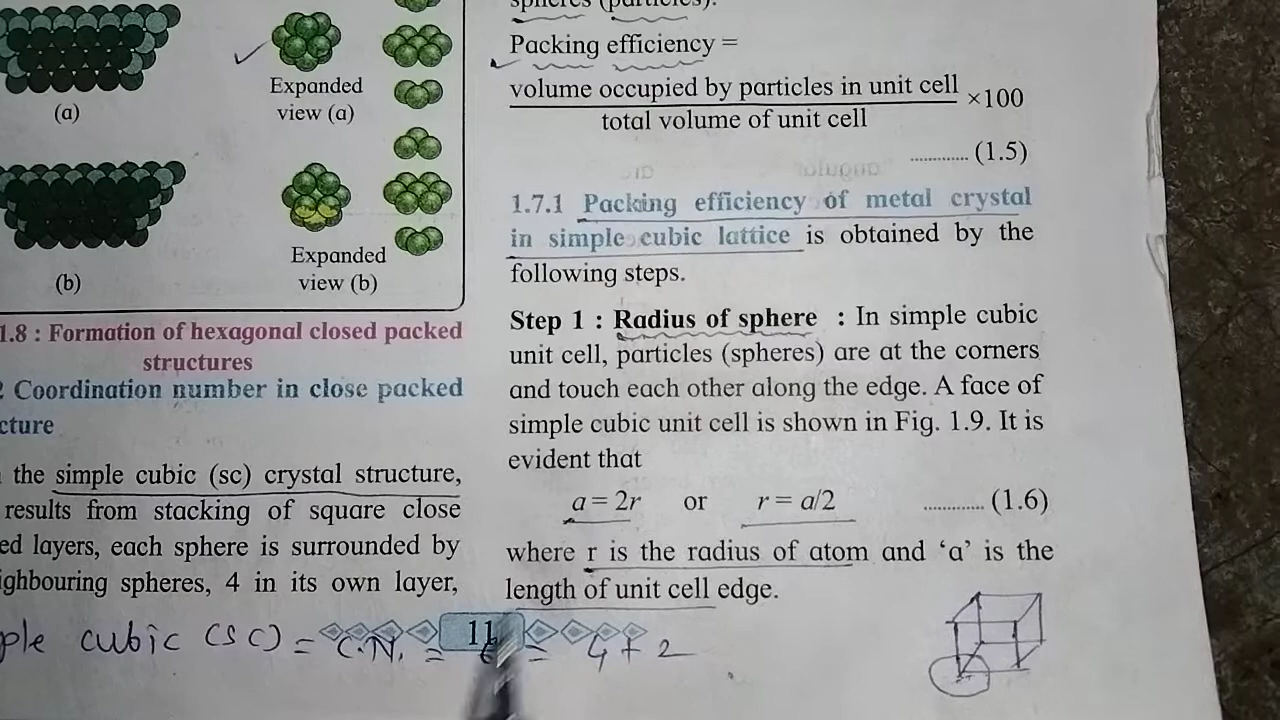 Expanded
view (a)
(a)
Expanded
view (b)
(b)
1.8 : Formation of hexagonal closed packed
structures
Coordination number in close packed
cture
the simple cubic (sc) crystal structure,
results from stacking of square close
ed layers, each sphere is surrounded by
ighbouring spheres, 4 in its own layer,
ple cubic (sc) = C.N. = 6 = 4 + 2
11
spheres (particles).
Packing efficiency =
volume occupied by particles in unit cell
×100
total volume of unit cell
............. (1.5)
1.7.1 Packing efficiency of metal crystal
in simple cubic lattice is obtained by the
following steps.
Step 1 : Radius of sphere : In simple cubic
unit cell, particles (spheres) are at the corners
and touch each other along the edge. A face of
simple cubic unit cell is shown in Fig. 1.9. It is
evident that
a = 2r or r = a/2 ............. (1.6)
where r is the radius of atom and ‘a’ is the
length of unit cell edge.